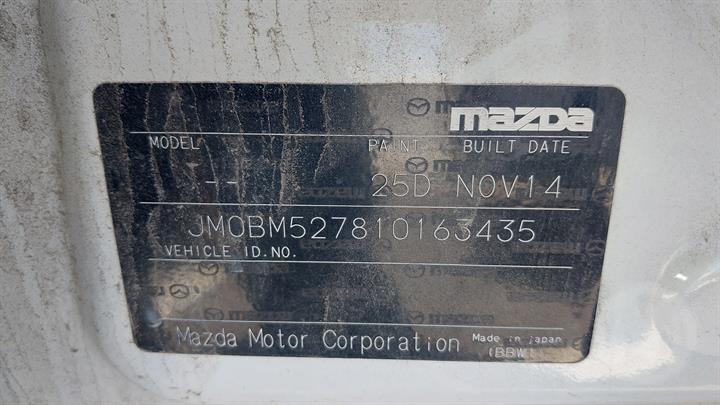 mazda
MODEL PAINT BUILT DATE
-- 25D NOV14
JM0BM527810163435
VEHICLE ID.NO.
Mazda Motor Corporation Made in Japan
(BBW)